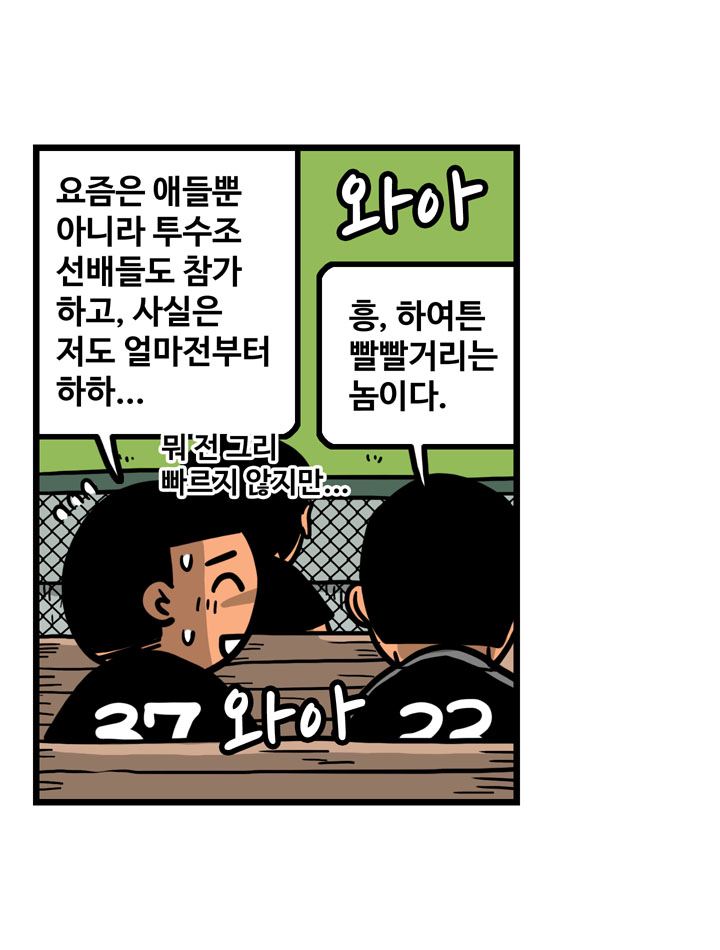 요즘은 애들뿐
아니라 투수조
선배들도 참가
하고, 사실은
저도 얼마전부터
하하...
와아
흥, 하여튼
빨빨거리는
놈이다.
뭐 전 그리
빠르지 않지만...
37
와아
22